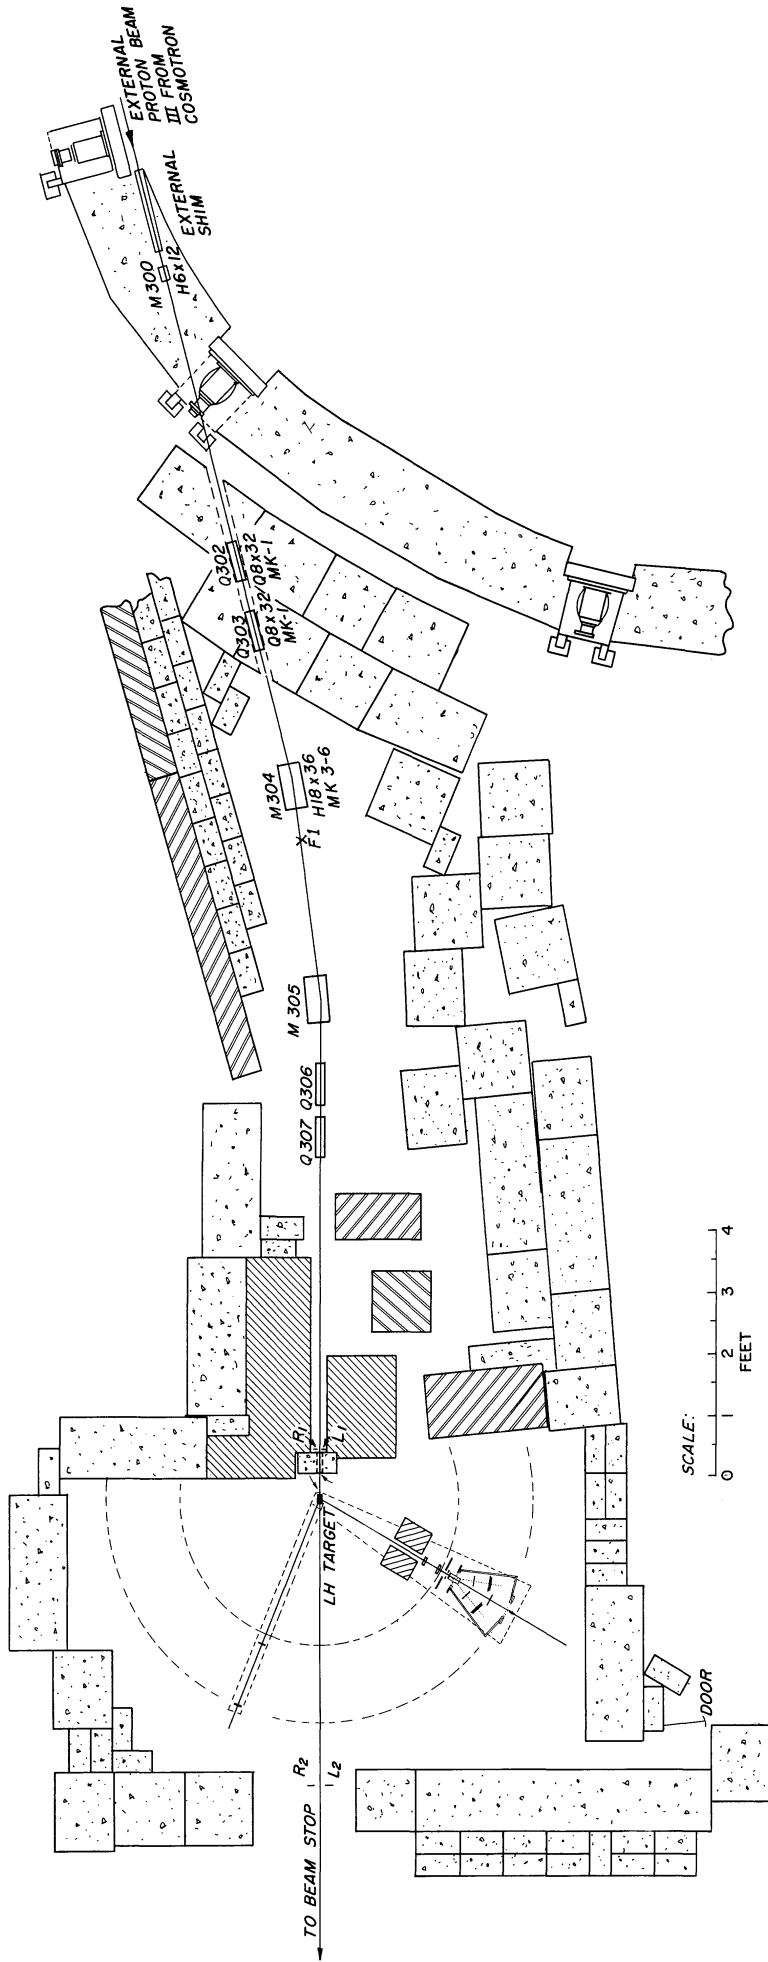 EXTERNAL
PROTON BEAM
III FROM
COSMOTRON
EXTERNAL
SHIM
M300
H6x12
Q302
Q8x32
MK-1
Q303
Q8x32
MK-1
M304
H18x36
MK 3-6
F1
M 305
Q306
Q307
R1
L1
LH TARGET
R2
L2
TO BEAM STOP
DOOR
SCALE:
0 1 2 3 4
FEET